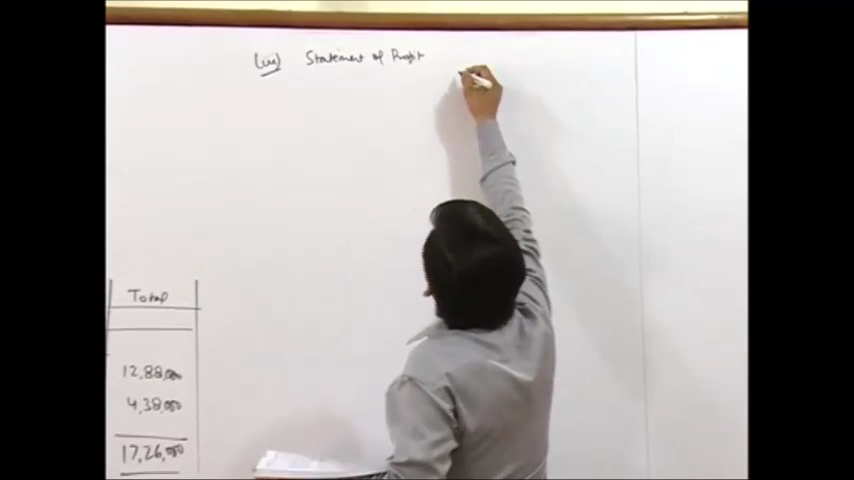 (iii) Statement of Profit
Total
12,88,000
4,38,000
17,26,000